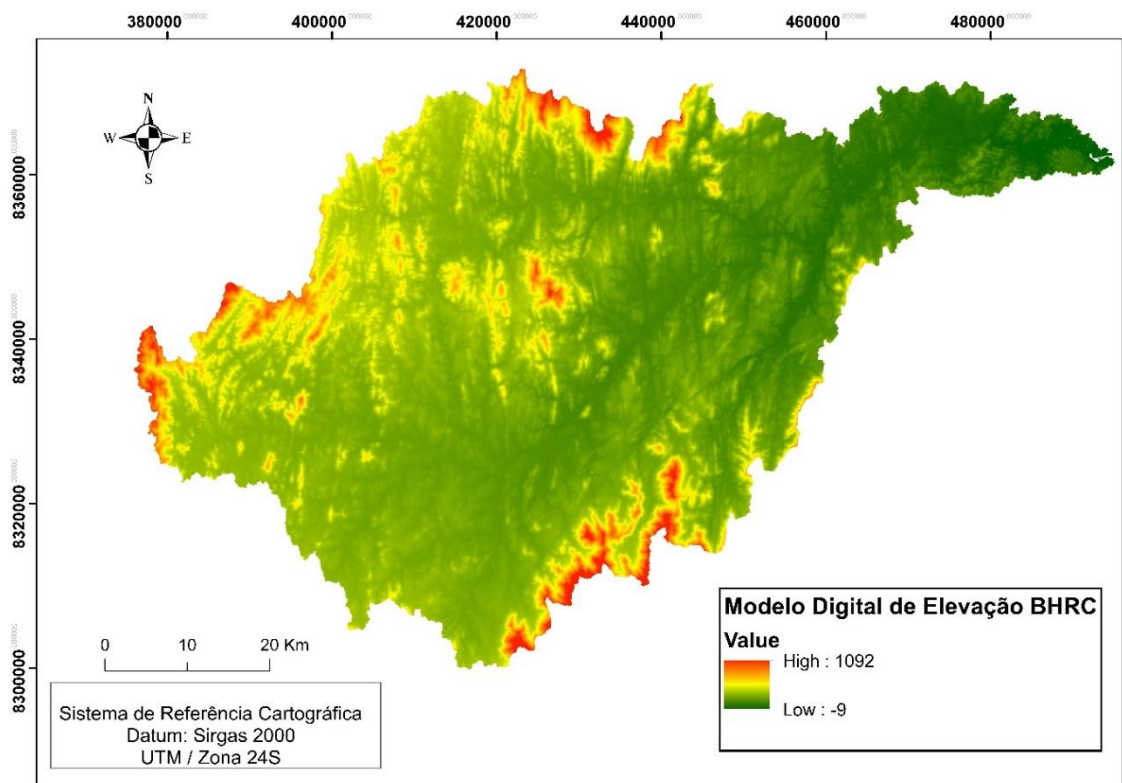 380000 400000 420000 440000 460000 480000
8360000
8340000
8320000
8300000
N
W E
S
0 10 20 Km
Sistema de Referência Cartográfica
Datum: Sirgas 2000
UTM / Zona 24S
Modelo Digital de Elevação BHRC
Value
High : 1092
Low : -9